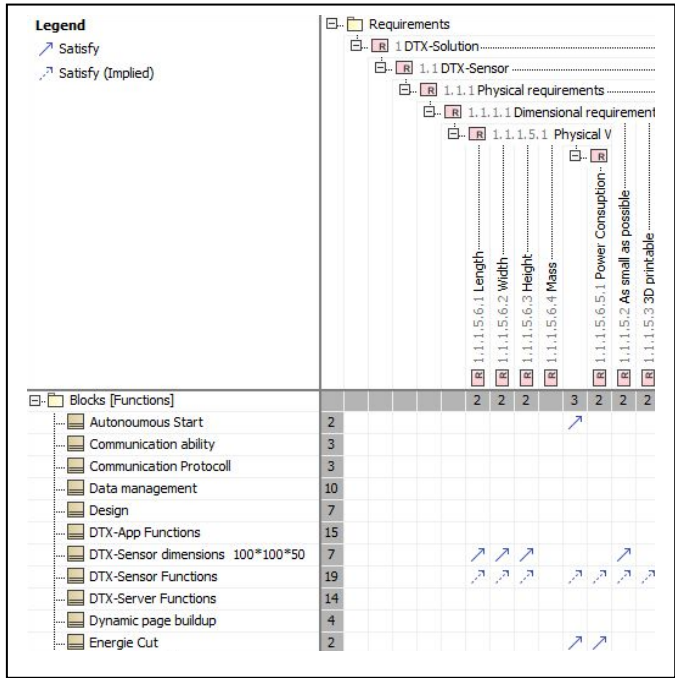 Legend
Satisfy
Satisfy (Implied)
Requirements
R 1 DTX-Solution
R 1.1 DTX-Sensor
R 1.1.1 Physical requirements
R 1.1.1.1 Dimensional requirement
R 1.1.1.5.1 Physical V
R
R 1.1.1.5.6.1 Length
R 1.1.1.5.6.2 Width
R 1.1.1.5.6.3 Height
R 1.1.1.5.6.4 Mass
R 1.1.1.5.6.5.1 Power Consuption
R 1.1.1.5.2 As small as possible
R 1.1.1.5.3 3D printable
Blocks [Functions] 2 2 2 3 2 2 2
Autonoumous Start 2
Communication ability 3
Communication Protocoll 3
Data management 10
Design 7
DTX-App Functions 15
DTX-Sensor dimensions 100*100*50 7
DTX-Sensor Functions 19
DTX-Server Functions 14
Dynamic page buildup 4
Energie Cut 2